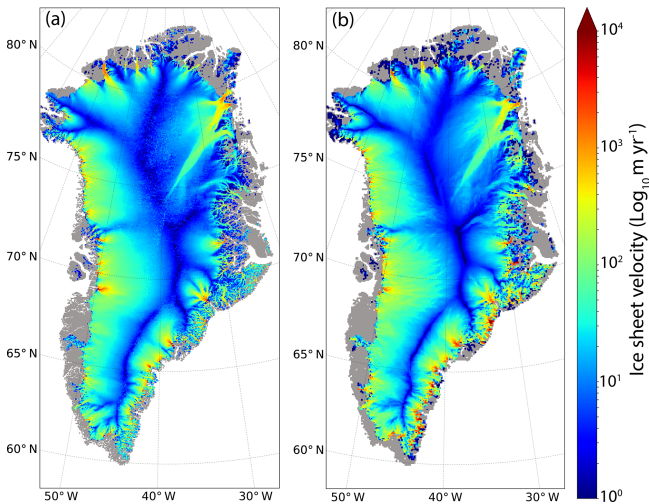 (a)
(b)
80° N
75° N
70° N
65° N
60° N
50° W
40° W
30° W
80° N
75° N
70° N
65° N
60° N
50° W
40° W
30° W
10⁴
10³
10²
10¹
10⁰
Ice sheet velocity (Log₁₀ m yr⁻¹)